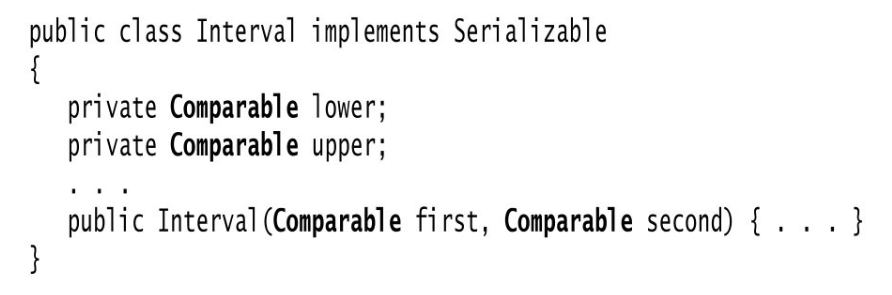 public class Interval implements Serializable
{
private Comparable lower;
private Comparable upper;
. . .
public Interval(Comparable first, Comparable second) { . . . }
}